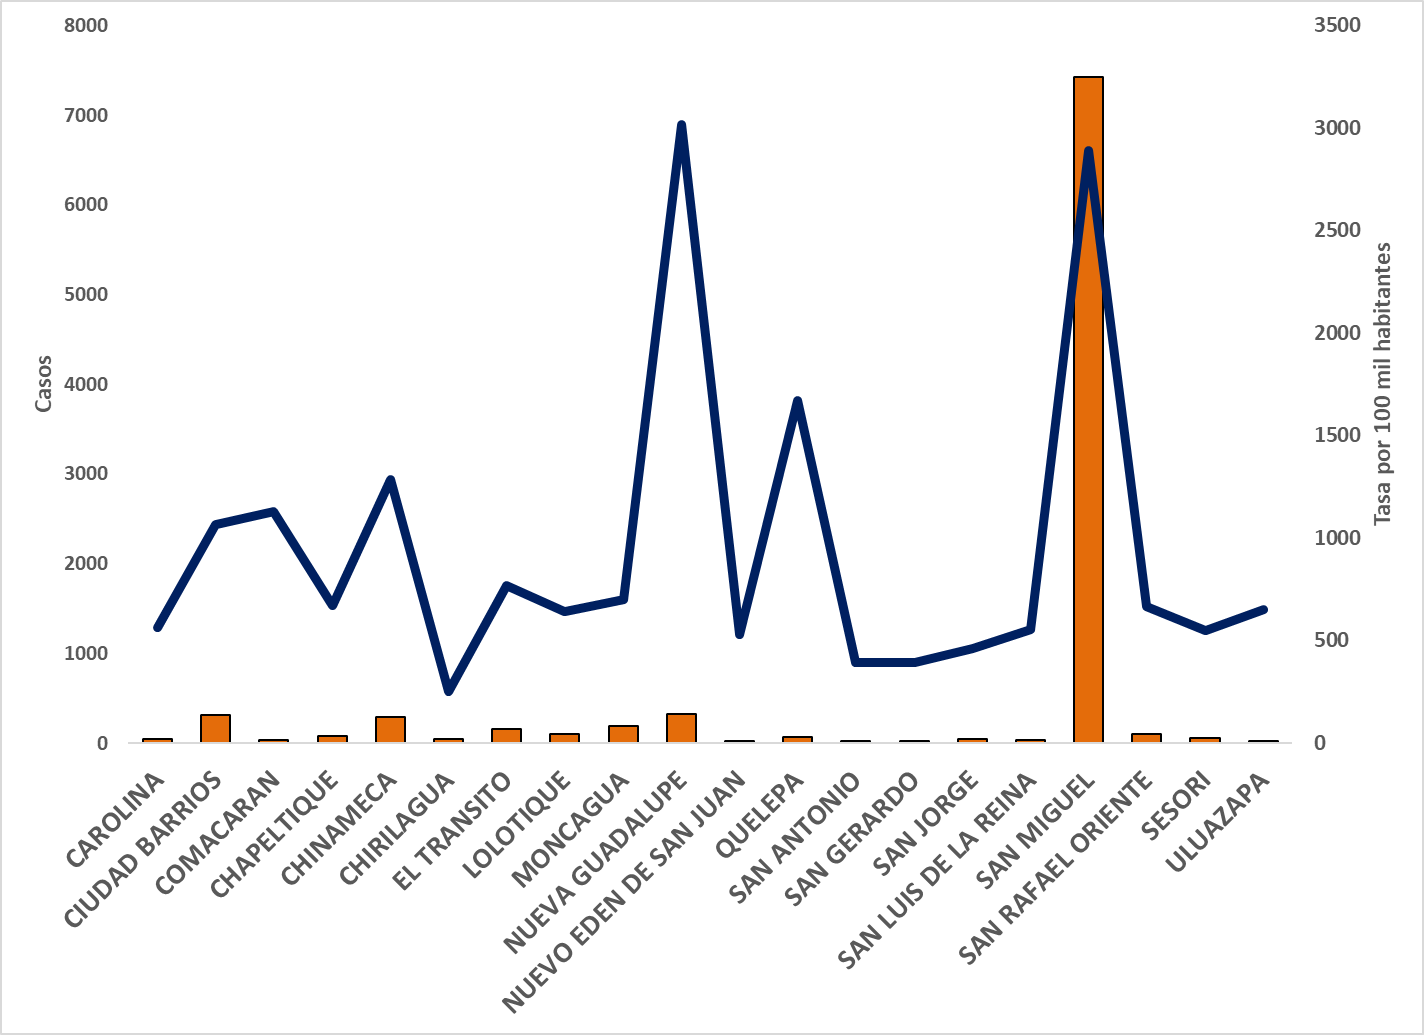 8000
7000
6000
5000
4000
3000
2000
1000
0
Casos
3500
3000
2500
2000
1500
1000
500
0
Tasa por 100 mil habitantes
CAROLINA
CIUDAD BARRIOS
COMACARAN
CHAPELTIQUE
CHINAMECA
CHIRILAGUA
EL TRANSITO
LOLOTIQUE
MONCAGUA
NUEVA GUADALUPE
NUEVO EDEN DE SAN JUAN
QUELEPA
SAN ANTONIO
SAN GERARDO
SAN JORGE
SAN LUIS DE LA REINA
SAN MIGUEL
SAN RAFAEL ORIENTE
SESORI
ULUAZAPA